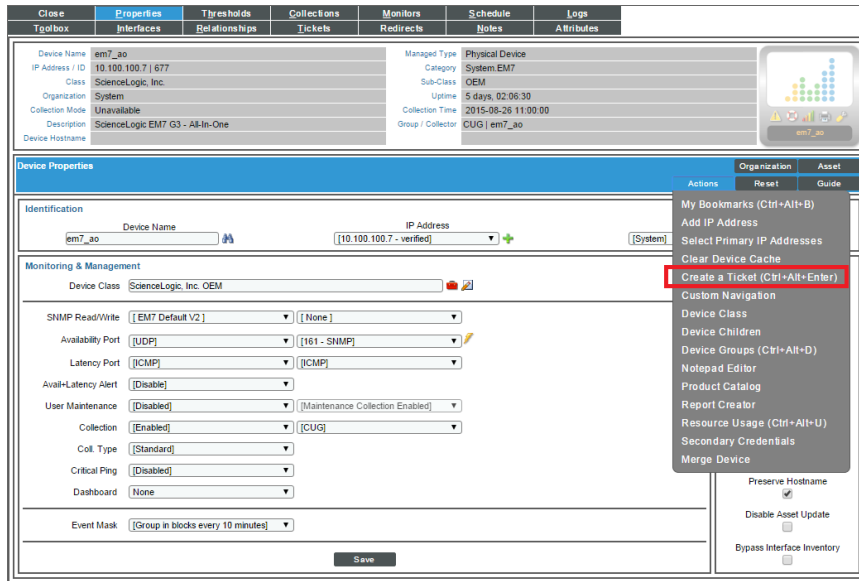 Close Properties Thresholds Collections Monitors Schedule Logs
Toolbox Interfaces Relationships Tickets Redirects Notes Attributes
Device Name em7_ao Managed Type Physical Device
IP Address / ID 10.100.100.7 | 677 Category System.EM7
Class ScienceLogic, Inc. Sub-Class OEM
Organization System Uptime 5 days, 02:06:30
Collection Mode Unavailable Collection Time 2015-08-26 11:00:00
Description ScienceLogic EM7 G3 - All-In-One Group / Collector CUG | em7_ao
Device Hostname
em7_ao
Device Properties Organization Asset
Actions Reset Guide
Identification
Device Name IP Address
em7_ao [10.100.100.7 - verified] [System]
Monitoring & Management
Device Class ScienceLogic, Inc. OEM
SNMP Read/Write [ EM7 Default V2 ] [ None ]
Availability Port [UDP] [161 - SNMP]
Latency Port [ICMP] [ICMP]
Avail+Latency Alert [Disable]
User Maintenance [Disabled] [Maintenance Collection Enabled]
Collection [Enabled] [CUG]
Coll. Type [Standard]
Critical Ping [Disabled]
Dashboard None
Event Mask [Group in blocks every 10 minutes]
Save
My Bookmarks (Ctrl+Alt+B)
Add IP Address
Select Primary IP Addresses
Clear Device Cache
Create a Ticket (Ctrl+Alt+Enter)
Custom Navigation
Device Class
Device Children
Device Groups (Ctrl+Alt+D)
Notepad Editor
Product Catalog
Report Creator
Resource Usage (Ctrl+Alt+U)
Secondary Credentials
Merge Device
Preserve Hostname
Disable Asset Update
Bypass Interface Inventory